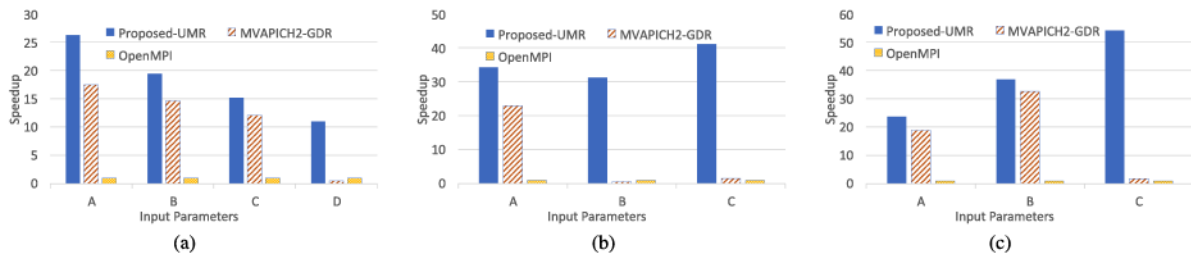 30
25
20
15
10
5
0
Speedup
Proposed-UMR
MVAPICH2-GDR
OpenMPI
A
B
C
D
Input Parameters
(a)
50
40
30
20
10
0
Speedup
Proposed-UMR
MVAPICH2-GDR
OpenMPI
A
B
C
Input Parameters
(b)
60
50
40
30
20
10
0
Speedup
Proposed-UMR
MVAPICH2-GDR
OpenMPI
A
B
C
Input Parameters
(c)